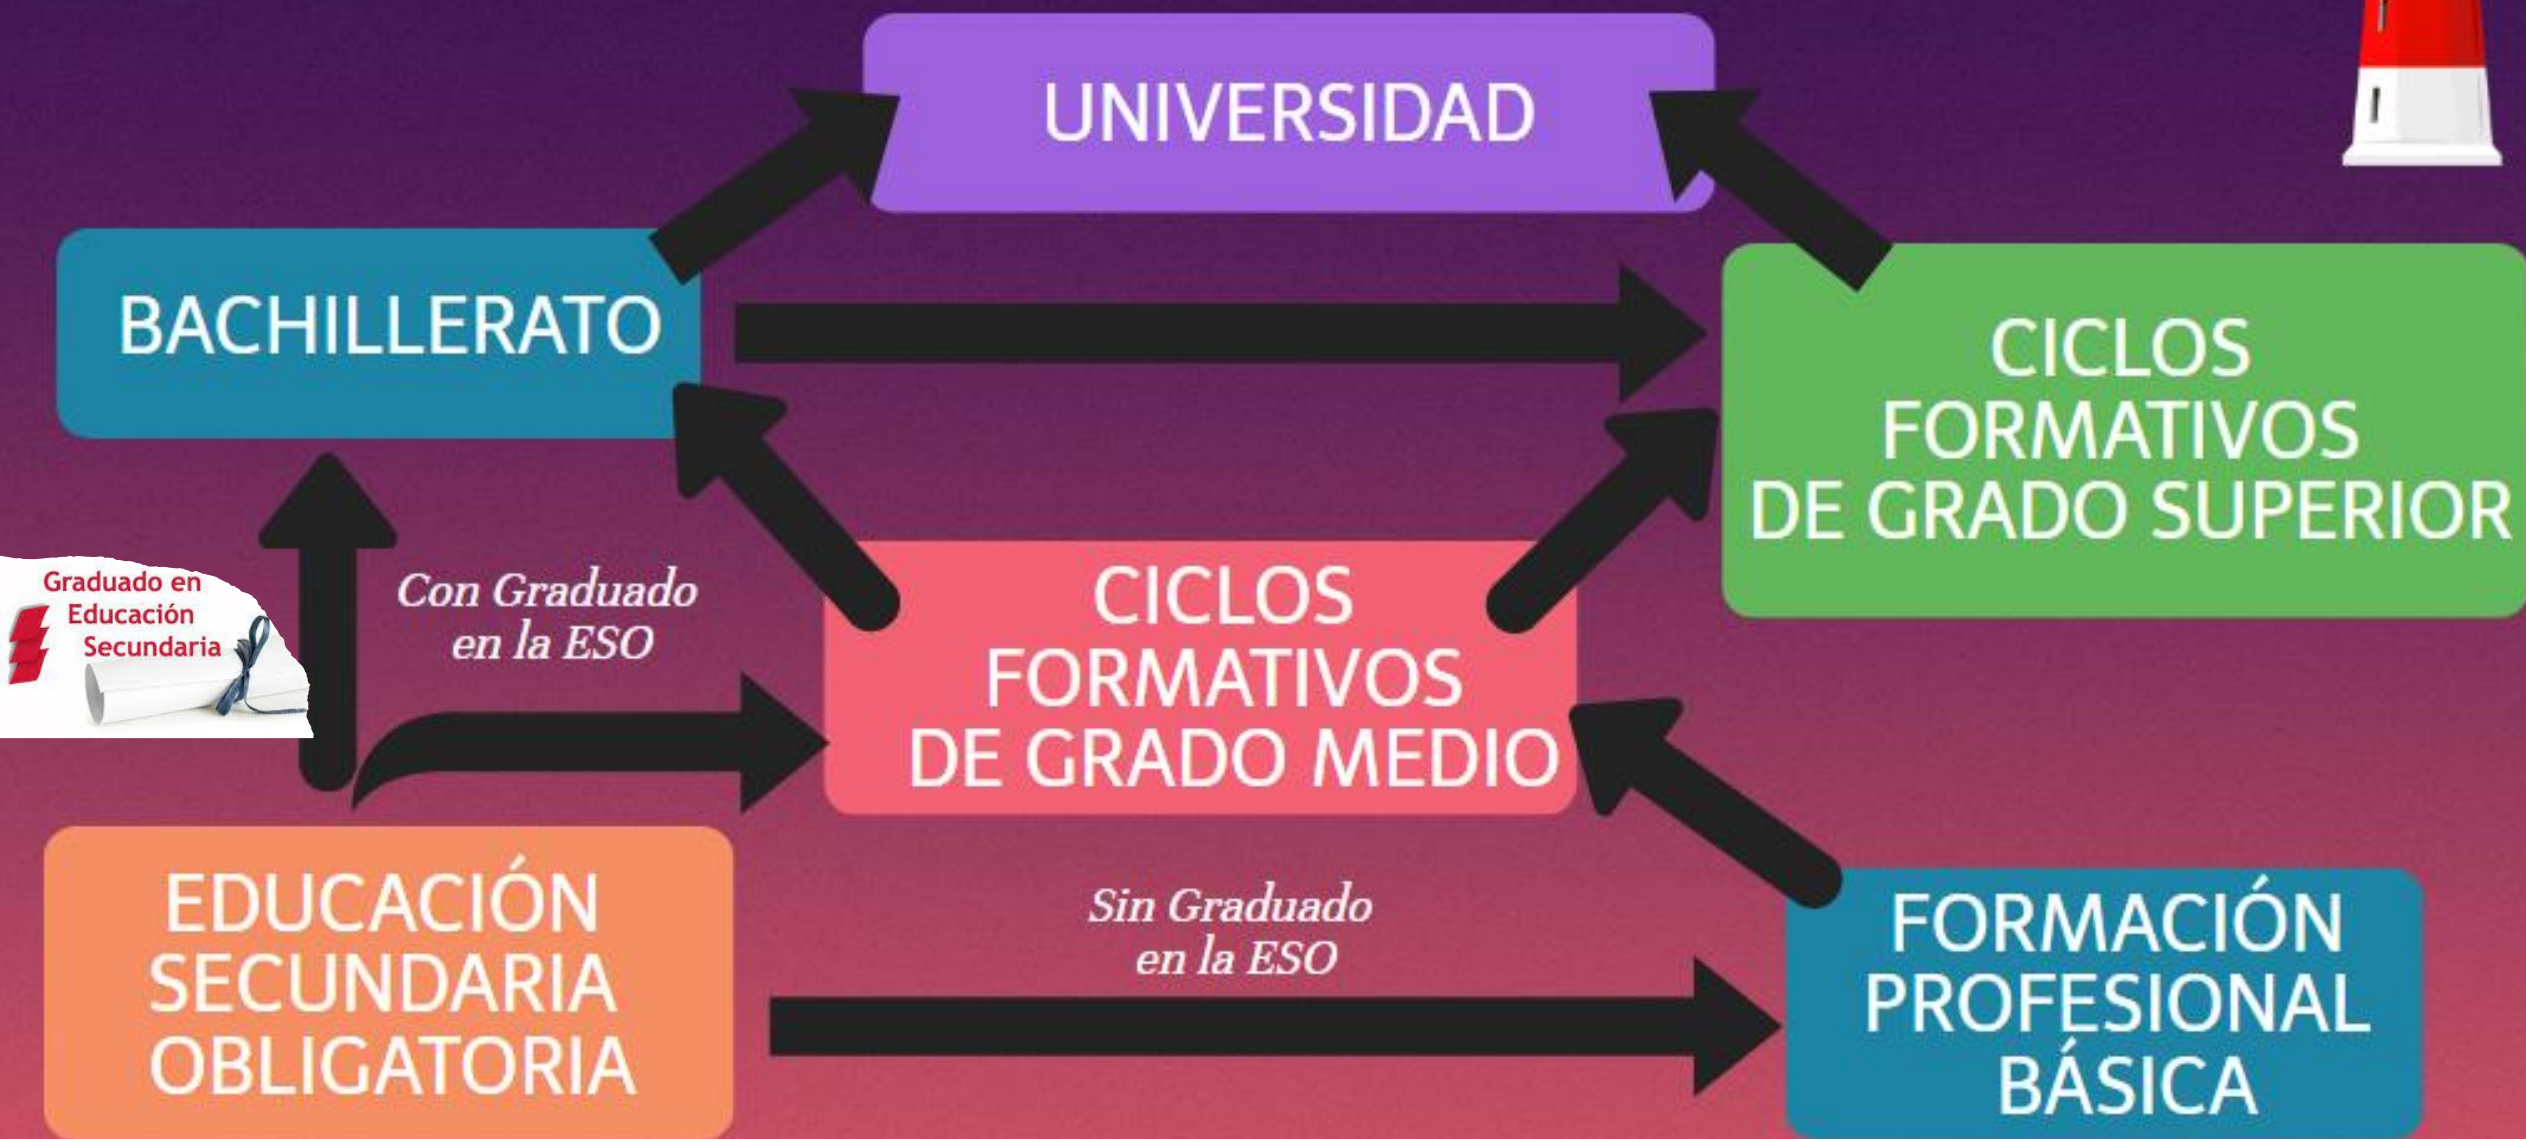 UNIVERSIDAD
BACHILLERATO
CICLOS
FORMATIVOS
DE GRADO SUPERIOR
Graduado en
Educación
Secundaria
Con Graduado
en la ESO
CICLOS
FORMATIVOS
DE GRADO MEDIO
EDUCACIÓN
SECUNDARIA
OBLIGATORIA
Sin Graduado
en la ESO
FORMACIÓN
PROFESIONAL
BÁSICA